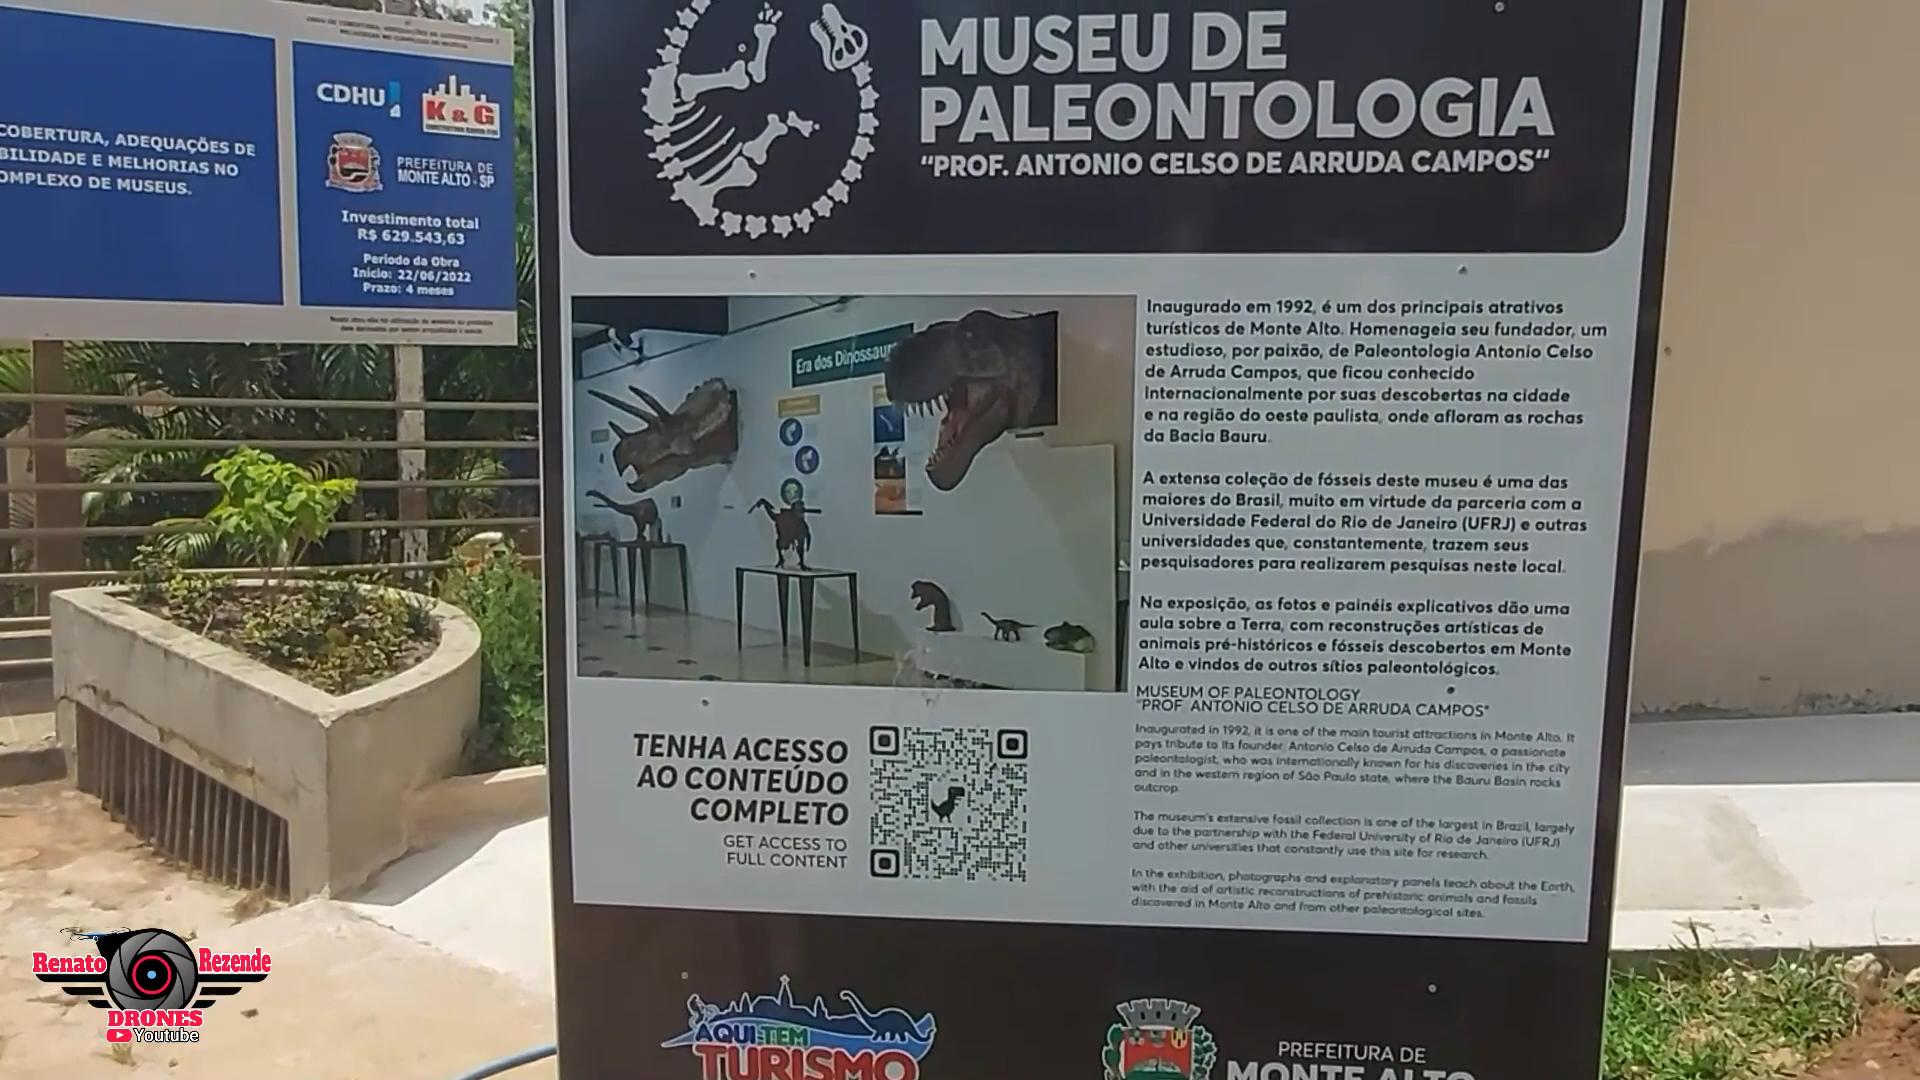 COBERTURA, ADEQUAÇÕES DE
BILIDADE E MELHORIAS NO
OMPLEXO DE MUSEUS.
CDHU
K & G
PREFEITURA DE
MONTE ALTO - SP
Investimento total
R$ 629.543,63
Período da Obra
Início: 22/06/2022
Prazo: 4 meses
MUSEU DE
PALEONTOLOGIA
"PROF. ANTONIO CELSO DE ARRUDA CAMPOS"
Era dos Dinossau
Inaugurado em 1992, é um dos principais atrativos
turísticos de Monte Alto. Homenageia seu fundador, um
estudioso, por paixão, de Paleontologia Antonio Celso
de Arruda Campos, que ficou conhecido
internacionalmente por suas descobertas na cidade
e na região do oeste paulista, onde afloram as rochas
da Bacia Bauru.
A extensa coleção de fósseis deste museu é uma das
maiores do Brasil, muito em virtude da parceria com a
Universidade Federal do Rio de Janeiro (UFRJ) e outras
universidades que, constantemente, trazem seus
pesquisadores para realizarem pesquisas neste local.
Na exposição, as fotos e painéis explicativos dão uma
aula sobre a Terra, com reconstruções artísticas de
animais pré-históricos e fósseis descobertos em Monte
Alto e vindos de outros sítios paleontológicos.
MUSEUM OF PALEONTOLOGY
"PROF ANTONIO CELSO DE ARRUDA CAMPOS"
Inaugurated in 1992, it is one of the main tourist attractions in Monte Alto. It
pays tribute to its founder, Antonio Celso de Arruda Campos, a passionate
paleontologist, who was internationally known for his discoveries in the city
and in the western region of São Paulo state, where the Bauru Basin rocks
outcrop.
The museum's extensive fossil collection is one of the largest in Brazil, largely
due to the partnership with the Federal University of Rio de Janeiro (UFRJ)
and other universities that constantly use this site for research.
In the exhibition, photographs and explanatory panels teach about the Earth,
with the aid of artistic reconstructions of prehistoric animals and fossils
discovered in Monte Alto and from other paleontological sites.
TENHA ACESSO
AO CONTEÚDO
COMPLETO
GET ACCESS TO
FULL CONTENT
AQUI TEM
TURISMO
PREFEITURA DE
MONTE ALTO
Renato Rezende
DRONES
Youtube